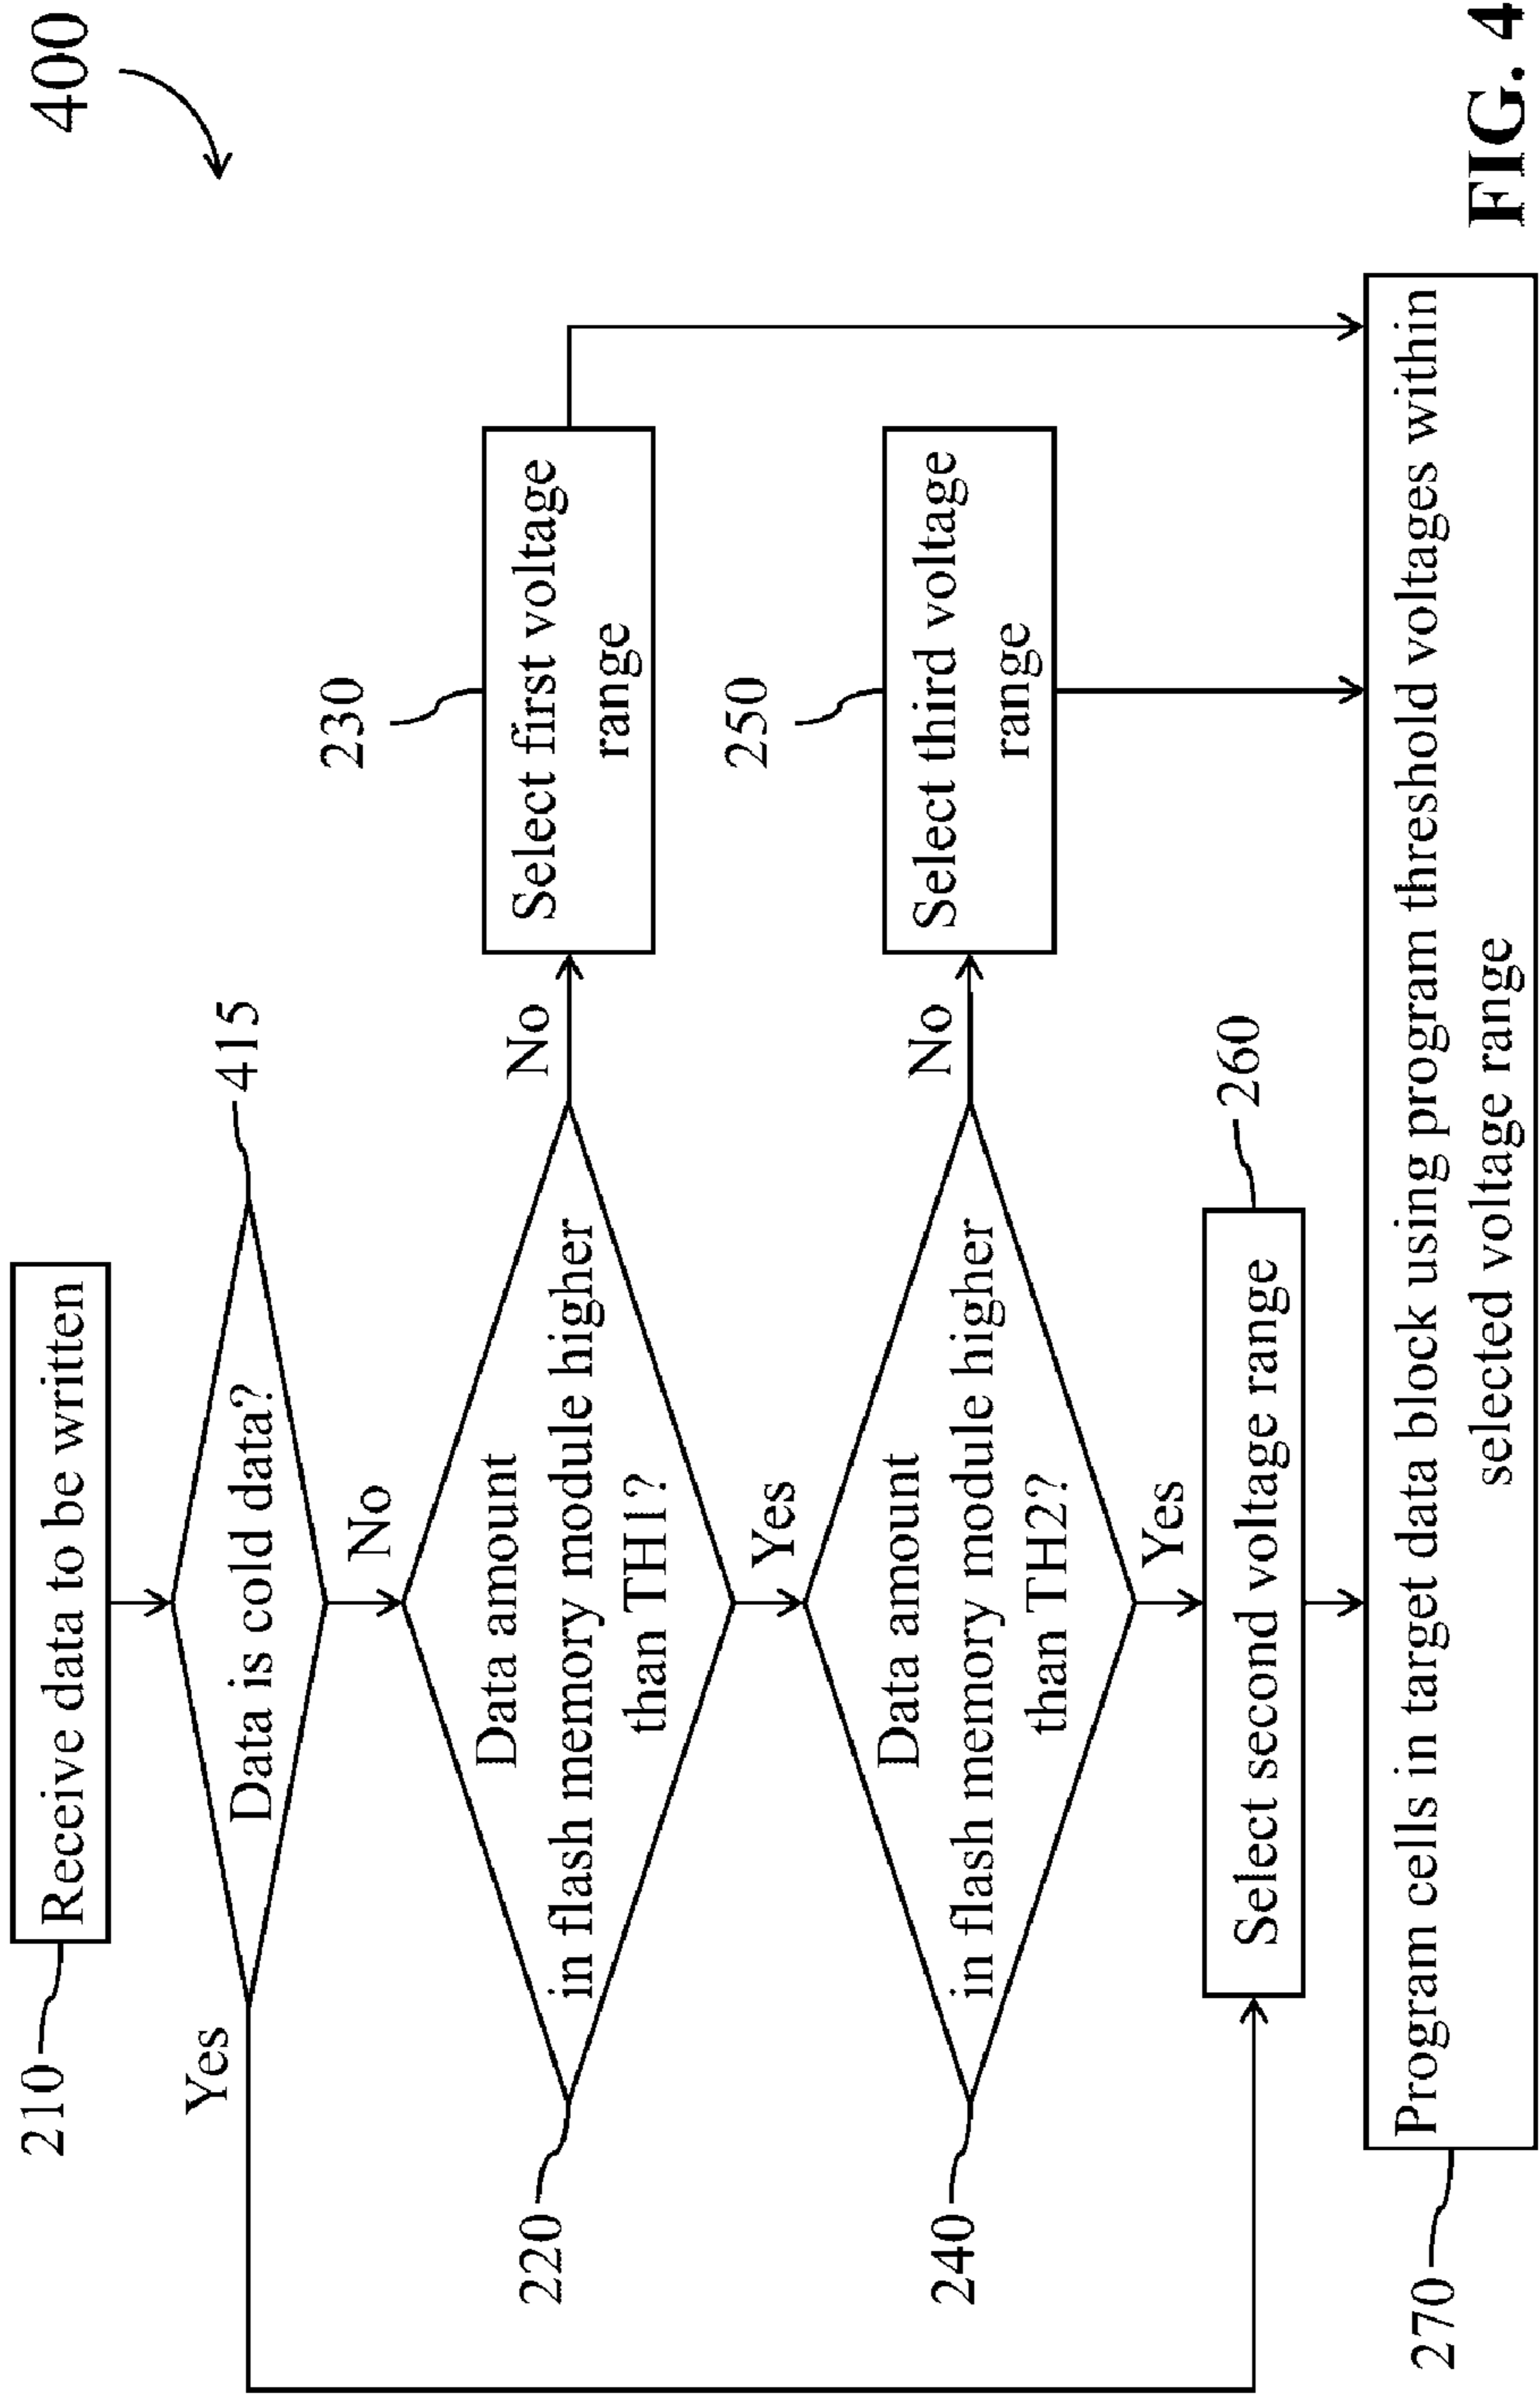 400
210
Receive data to be written
415
Data is cold data?
Yes
No
220
Data amount
in flash memory module higher
than TH1?
No
230
Select first voltage
range
Yes
240
Data amount
in flash memory module higher
than TH2?
No
250
Select third voltage
range
Yes
260
Select second voltage range
270
Program cells in target data block using program threshold voltages within
selected voltage range
FIG. 4